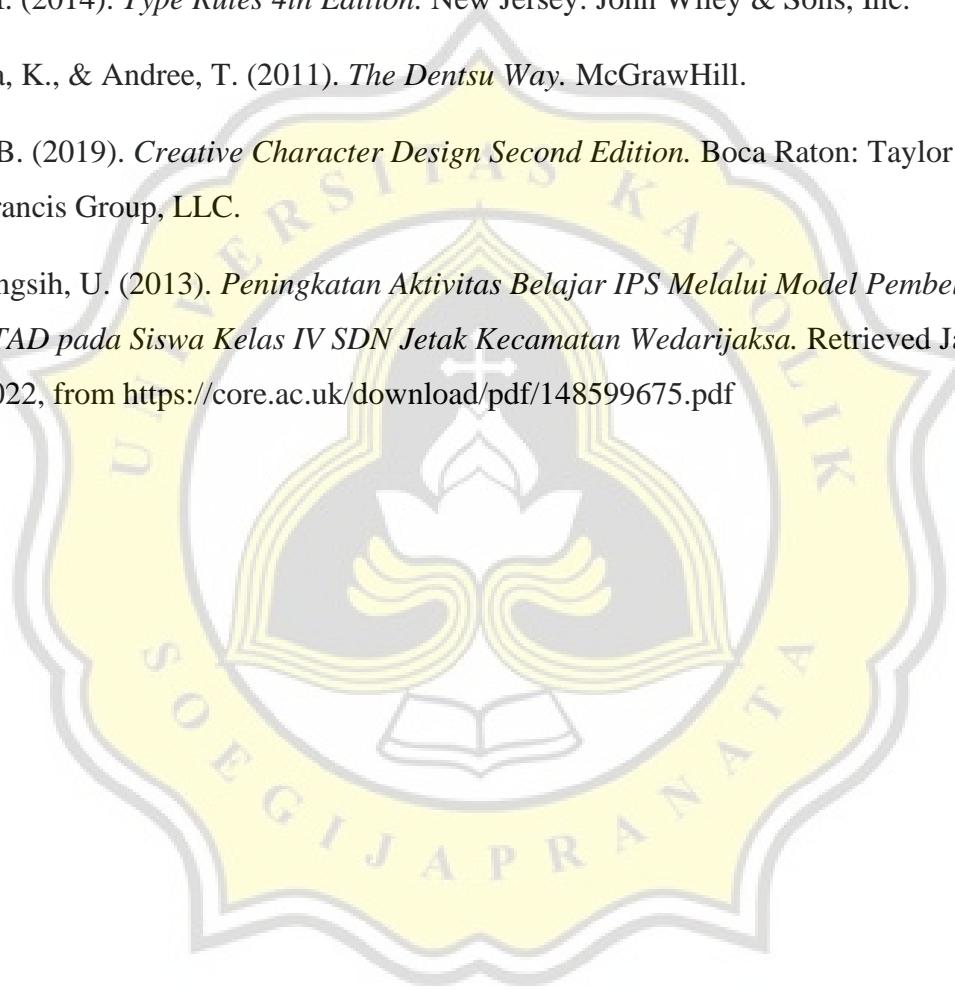 (2014). Type Rules 4th Edition. New Jersey: John Wiley & Sons, Inc.
a, K., & Andree, T. (2011). The Dentsu Way. McGrawHill.
B. (2019). Creative Character Design Second Edition. Boca Raton: Taylor
rancis Group, LLC.
ngsih, U. (2013). Peningkatan Aktivitas Belajar IPS Melalui Model Pembel
TAD pada Siswa Kelas IV SDN Jetak Kecamatan Wedarijaksa. Retrieved Ja
022, from https://core.ac.uk/download/pdf/148599675.pdf
UNIVERSITAS KATOLIK
SOEGIJAPRANATA